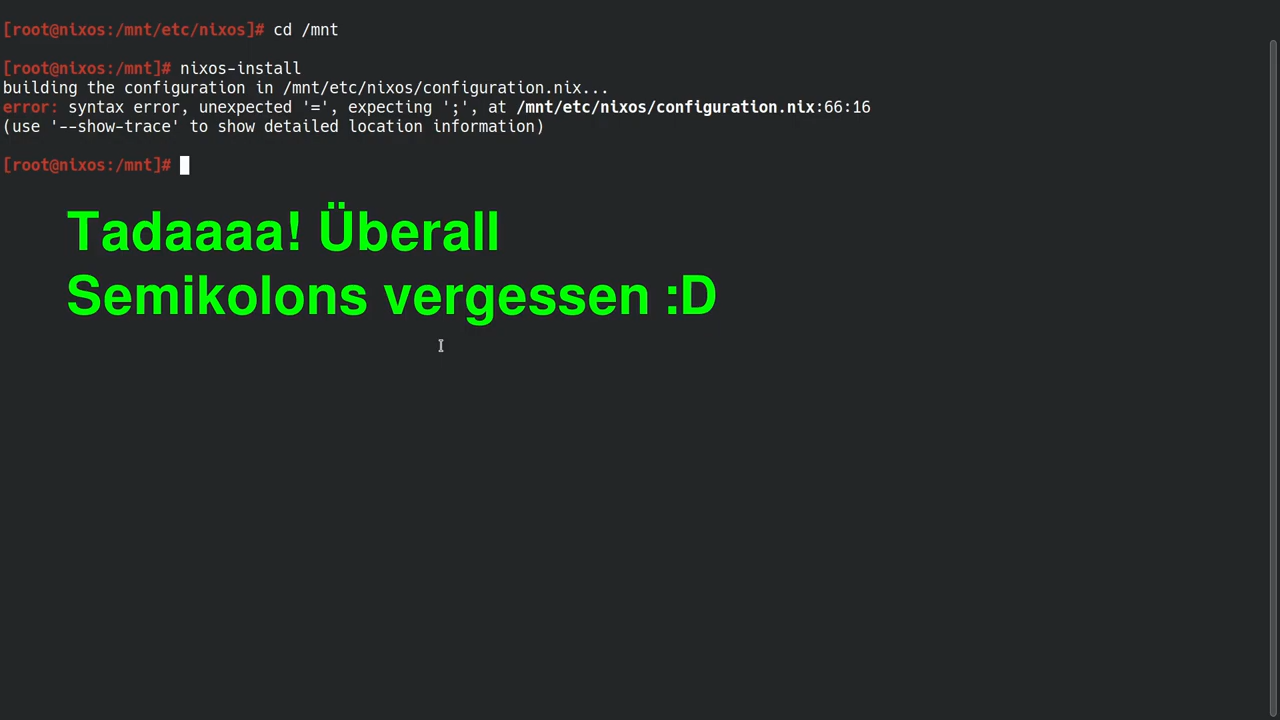 [root@nixos:/mnt/etc/nixos]# cd /mnt
[root@nixos:/mnt]# nixos-install
building the configuration in /mnt/etc/nixos/configuration.nix...
error: syntax error, unexpected '=', expecting ';', at /mnt/etc/nixos/configuration.nix:66:16
(use '--show-trace' to show detailed location information)
[root@nixos:/mnt]#
Tadaaaa! Überall
Semikolons vergessen :D